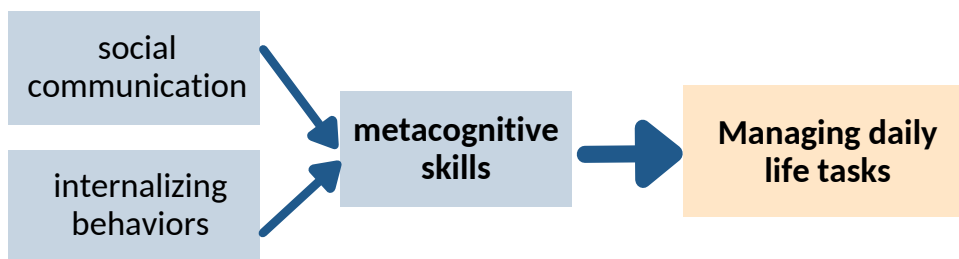 social
communication
internalizing
behaviors
metacognitive
skills
Managing daily
life tasks